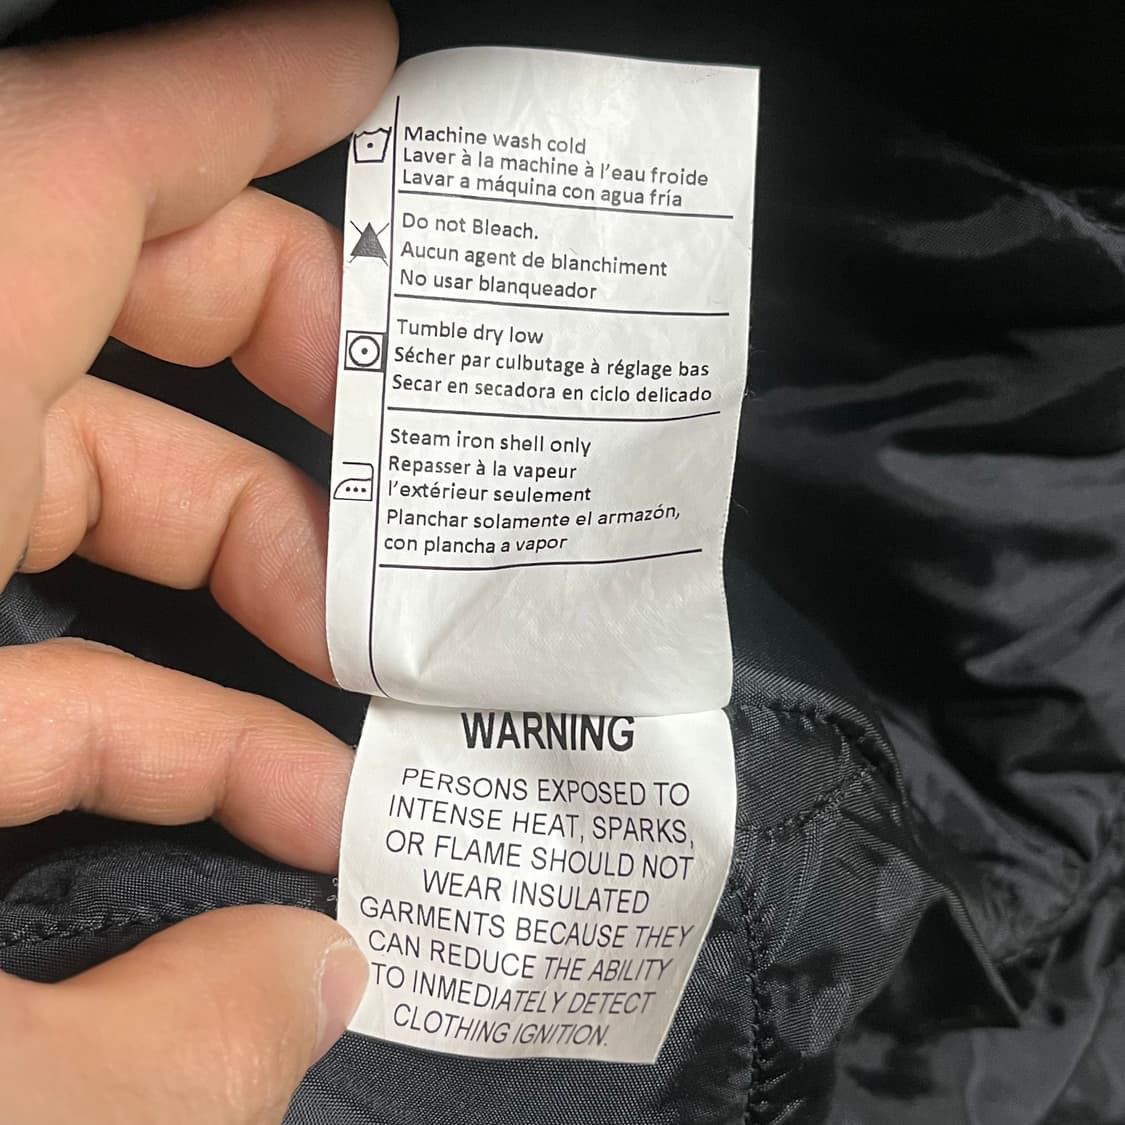 Machine wash cold
Laver à la machine à l'eau froide
Lavar a máquina con agua fría
Do not Bleach.
Aucun agent de blanchiment
No usar blanqueador
Tumble dry low
Sécher par culbutage à réglage bas
Secar en secadora en ciclo delicado
Steam iron shell only
Repasser à la vapeur
l'extérieur seulement
Planchar solamente el armazón,
con plancha a vapor
WARNING
PERSONS EXPOSED TO
INTENSE HEAT, SPARKS,
OR FLAME SHOULD NOT
WEAR INSULATED
GARMENTS BECAUSE THEY
CAN REDUCE THE ABILITY
TO INMEDIATELY DETECT
CLOTHING IGNITION.